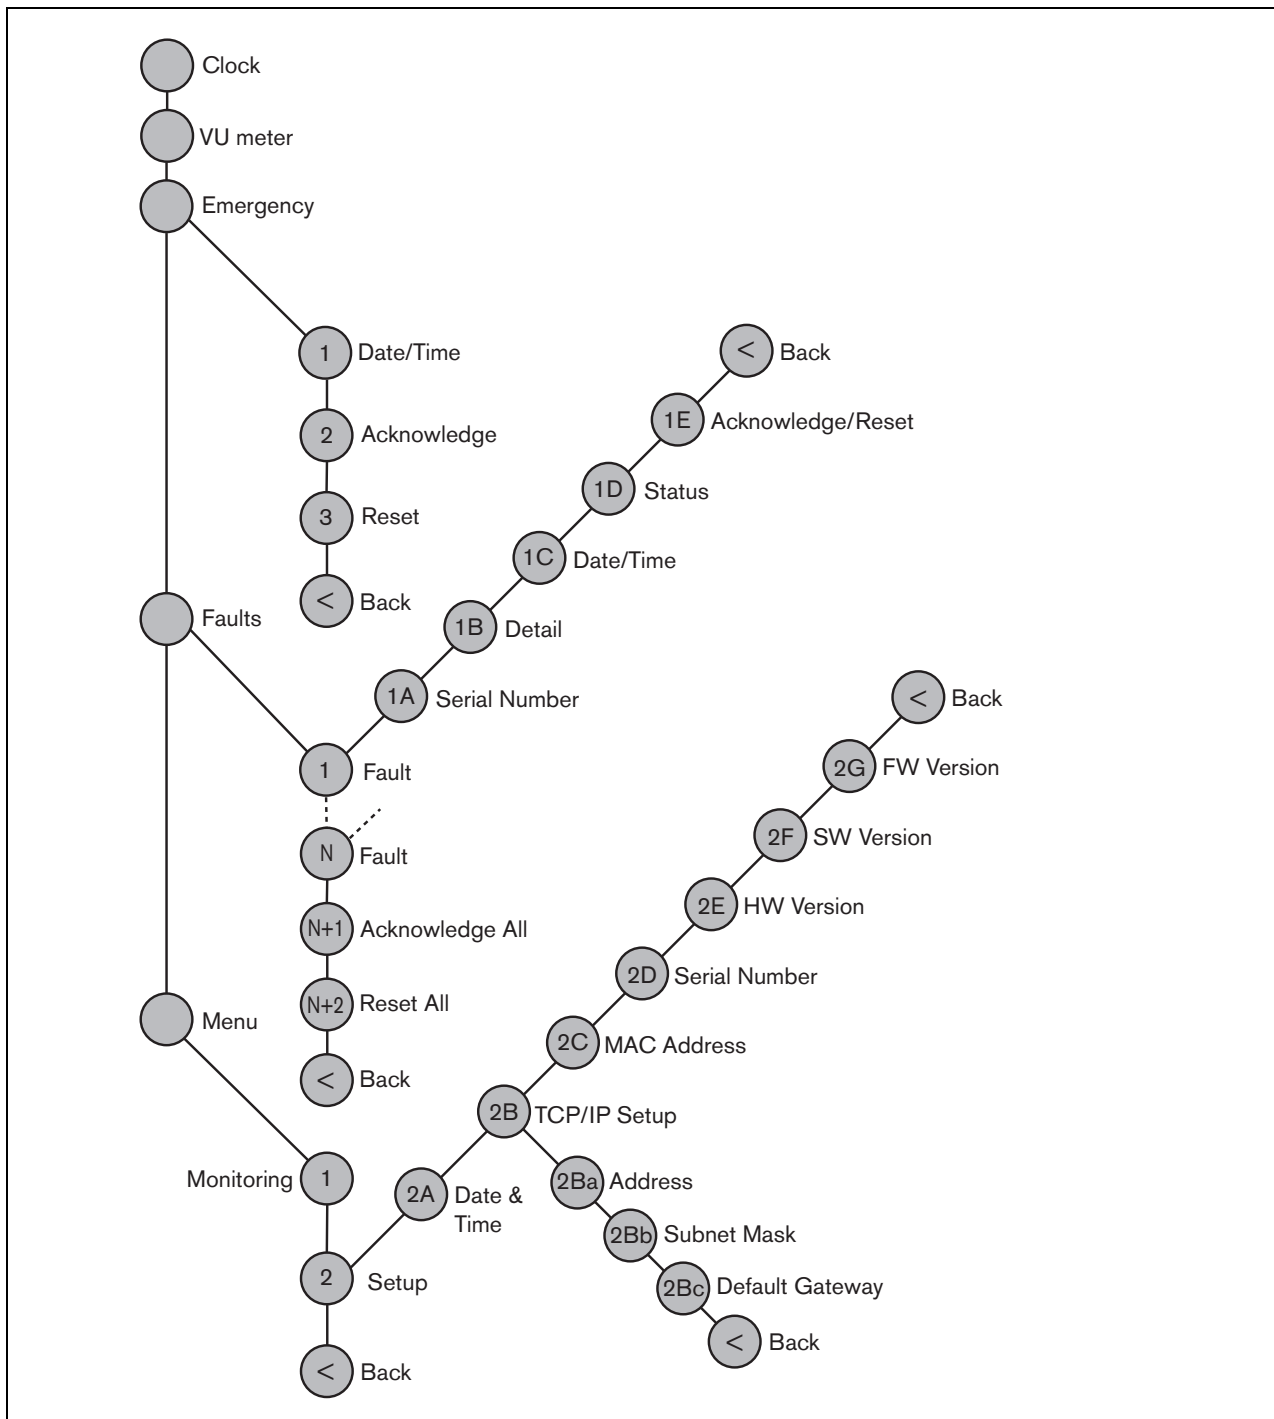 Clock
VU meter
Emergency
1 Date/Time
< Back
1E Acknowledge/Reset
2 Acknowledge
1D Status
3 Reset
1C Date/Time
< Back
Faults
1B Detail
1A Serial Number
< Back
1 Fault
2G FW Version
2F SW Version
N Fault
2E HW Version
N+1 Acknowledge All
2D Serial Number
N+2 Reset All
Menu
2C MAC Address
< Back
2B TCP/IP Setup
Monitoring 1
2Ba Address
2A Date &
Time
2Bb Subnet Mask
2 Setup
2Bc Default Gateway
< Back
< Back